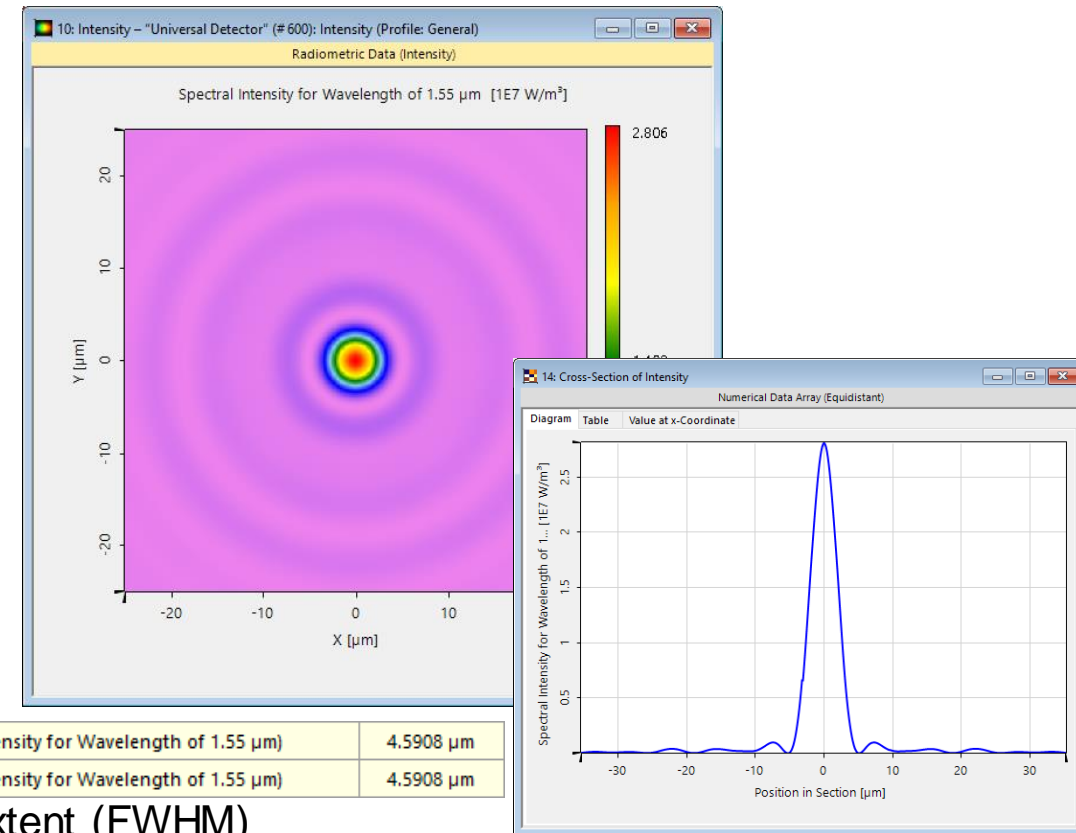 10: Intensity – "Universal Detector" (# 600): Intensity (Profile: General)
Radiometric Data (Intensity)
Spectral Intensity for Wavelength of 1.55 µm [1E7 W/m³]
2.806
20
10
0
-10
-20
Y [µm]
-20
-10
0
10
X [µm]
14: Cross-Section of Intensity
Numerical Data Array (Equidistant)
Diagram Table Value at x-Coordinate
Spectral Intensity for Wavelength of 1... [1E7 W/m³]
2.5
2
1.5
1
0.5
-30
-20
-10
0
10
20
30
Position in Section [µm]
ensity for Wavelength of 1.55 µm) 4.5908 µm
ensity for Wavelength of 1.55 µm) 4.5908 µm
xtent (FWHM)